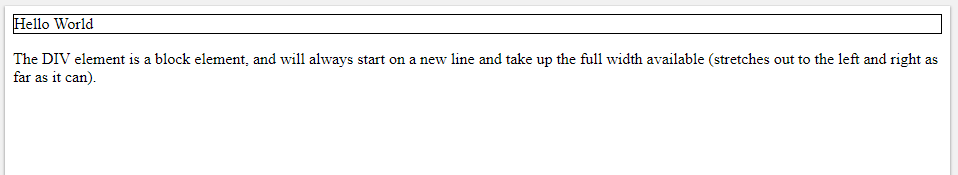 Hello World
The DIV element is a block element, and will always start on a new line and take up the full width available (stretches out to the left and right as
far as it can).